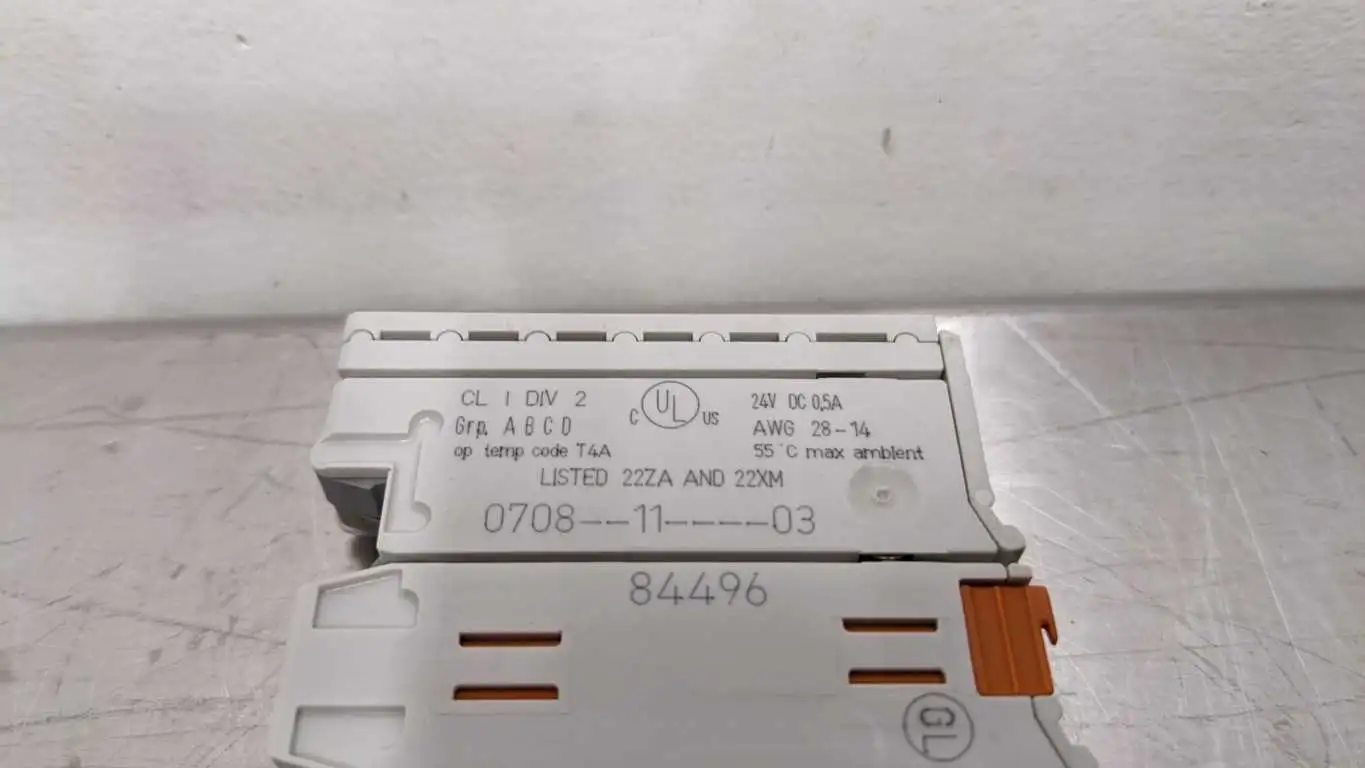 CL I DIV 2
Grp. A B C D
op temp code T4A
C UL US
24V DC 0,5A
AWG 28-14
55°C max ambient
LISTED 22ZA AND 22XM
0708--11----03
84496
GL